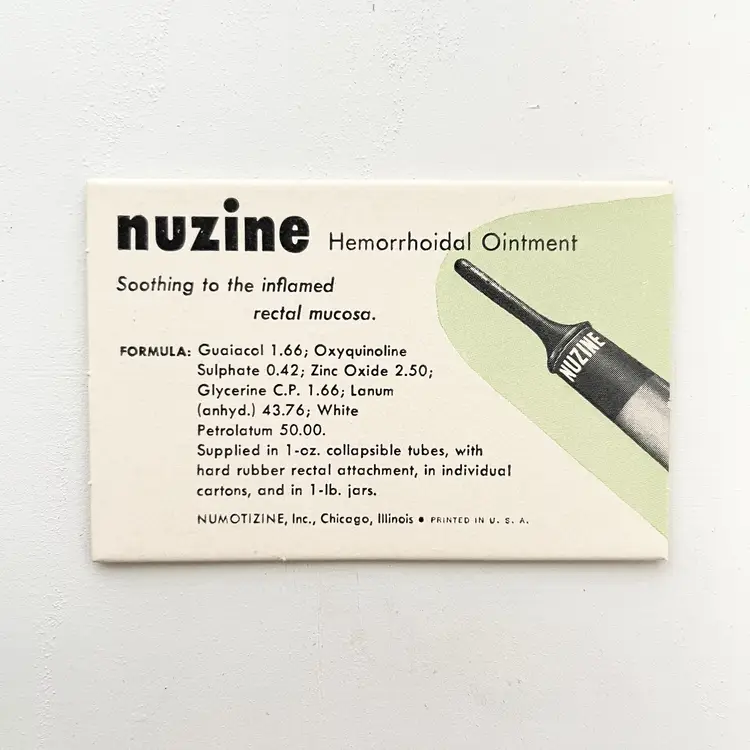 nuzine Hemorrhoidal Ointment
Soothing to the inflamed
rectal mucosa.
FORMULA: Guaiacol 1.66; Oxyquinoline
Sulphate 0.42; Zinc Oxide 2.50;
Glycerine C.P. 1.66; Lanum
(anhyd.) 43.76; White
Petrolatum 50.00.
Supplied in 1-oz. collapsible tubes, with
hard rubber rectal attachment, in individual
cartons, and in 1-lb. jars.
NUMOTIZINE, Inc., Chicago, Illinois • PRINTED IN U. S. A.
NUZINE